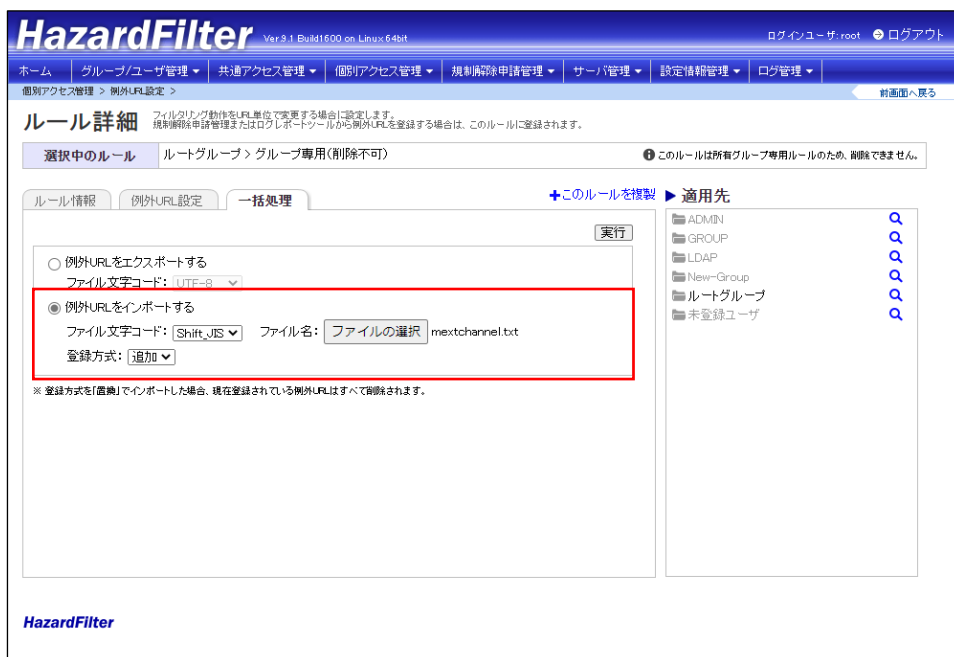 HazardFilter Ver 9.1 Build1600 on Linux 64bit ログインユーザ: root ログアウト
ホーム グループ/ユーザ管理 共通アクセス管理 個別アクセス管理 規制解除申請管理 サーバ管理 設定情報管理 ログ管理
個別アクセス管理 > 例外URL設定 > 前画面へ戻る
ルール詳細 フィルタリング動作をURL単位で変更する場合に設定します。
規制解除申請管理またはログレポートツールから例外URLを登録する場合は、このルールに登録されます。
選択中のルール ルートグループ > グループ専用(削除不可) このルールは所有グループ専用ルールのため、削除できません。
ルール情報 例外URL設定 一括処理 +このルールを複製
実行
例外URLをエクスポートする
ファイル文字コード: UTF-8
例外URLをインポートする
ファイル文字コード: Shift_JIS ファイル名: ファイルの選択 mextchannel.txt
登録方式: 追加
※ 登録方式を「置換」でインポートした場合、現在登録されている例外URLはすべて削除されます。
適用先
ADMIN
GROUP
LDAP
New-Group
ルートグループ
未登録ユーザ
HazardFilter